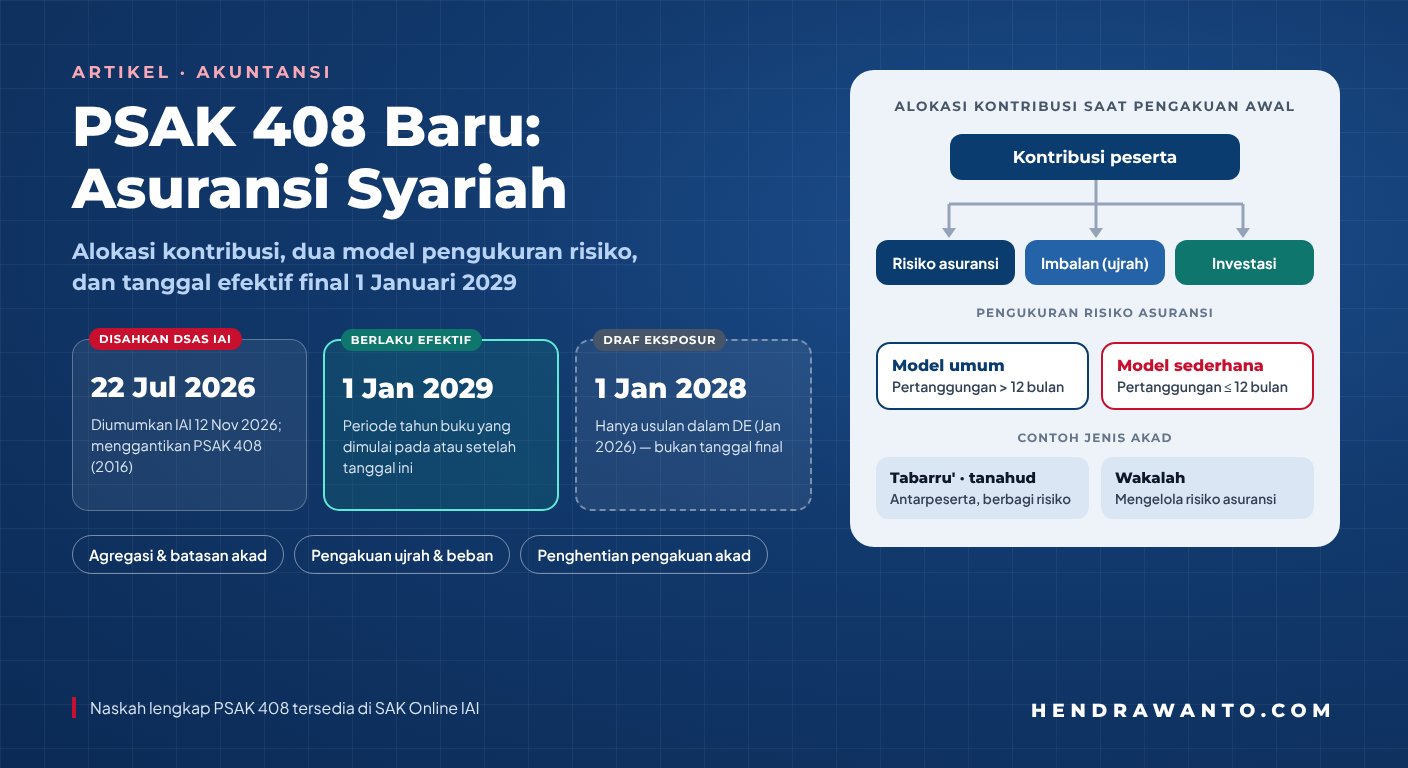 ARTIKEL · AKUNTANSI
PSAK 408 Baru:
Asuransi Syariah
Alokasi kontribusi, dua model pengukuran risiko,
dan tanggal efektif final 1 Januari 2029
DISAHKAN DSAS IAI
22 Jul 2026
Diumumkan IAI 12 Nov 2026;
menggantikan PSAK 408
(2016)
BERLAKU EFEKTIF
1 Jan 2029
Periode tahun buku yang
dimulai pada atau setelah
tanggal ini
DRAF EKSPOSUR
1 Jan 2028
Hanya usulan dalam DE (Jan
2026) — bukan tanggal final
Agregasi & batasan akad
Pengakuan ujrah & beban
Penghentian pengakuan akad
ALOKASI KONTRIBUSI SAAT PENGAKUAN AWAL
Kontribusi peserta
Risiko asuransi
Imbalan (ujrah)
Investasi
PENGUKURAN RISIKO ASURANSI
Model umum
Pertanggungan > 12 bulan
Model sederhana
Pertanggungan ≤ 12 bulan
CONTOH JENIS AKAD
Tabarru' · tanahud
Antarpeserta, berbagi risiko
Wakalah
Mengelola risiko asuransi
Naskah lengkap PSAK 408 tersedia di SAK Online IAI
HENDRAWANTO.COM